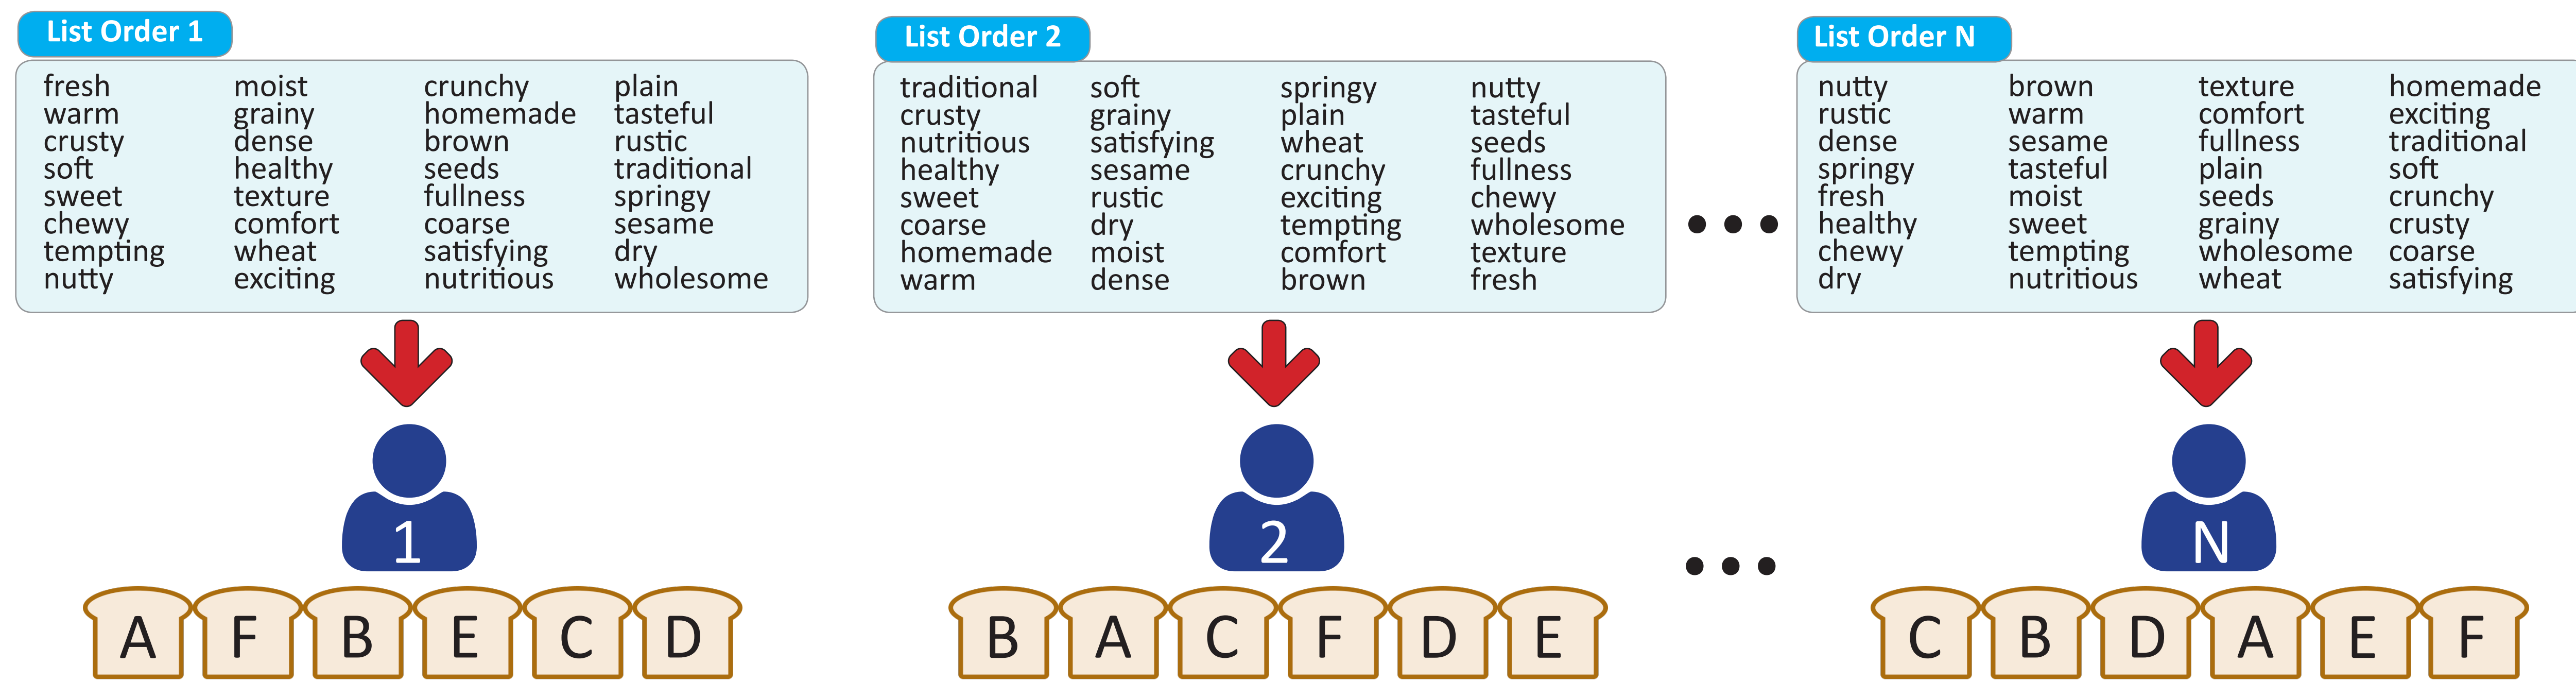 List Order 1
fresh moist crunchy plain
warm grainy homemade tasteful
crusty dense brown rustic
soft healthy seeds traditional
sweet texture fullness springy
chewy comfort coarse sesame
tempting wheat satisfying dry
nutty exciting nutritious wholesome
1
A F B E C D
List Order 2
traditional soft springy nutty
crusty grainy plain tasteful
nutritious satisfying wheat seeds
healthy sesame crunchy fullness
sweet rustic exciting chewy
coarse dry tempting wholesome
homemade moist comfort texture
warm dense brown fresh
2
B A C F D E
List Order N
nutty brown texture homemade
rustic warm comfort exciting
dense sesame fullness traditional
springy tasteful plain soft
fresh moist seeds crunchy
healthy sweet grainy crusty
chewy tempting wholesome coarse
dry nutritious wheat satisfying
N
C B D A E F